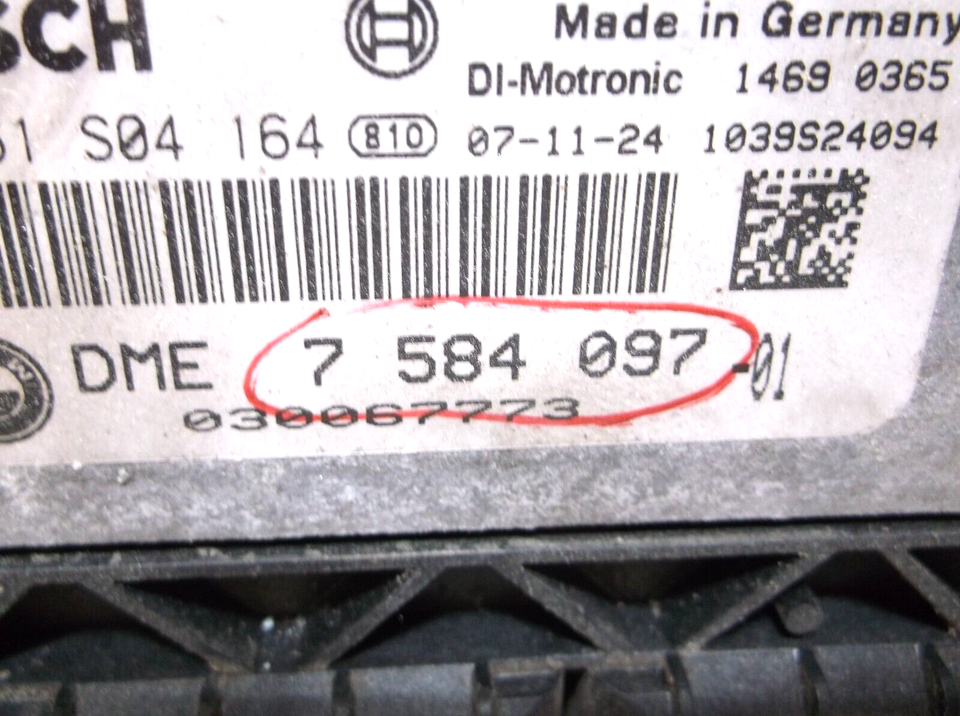 Made in Germany
DI-Motronic 1469 0365
S04 164 810 07-11-24 1039S24094
DME 7 584 097 -01
030067773